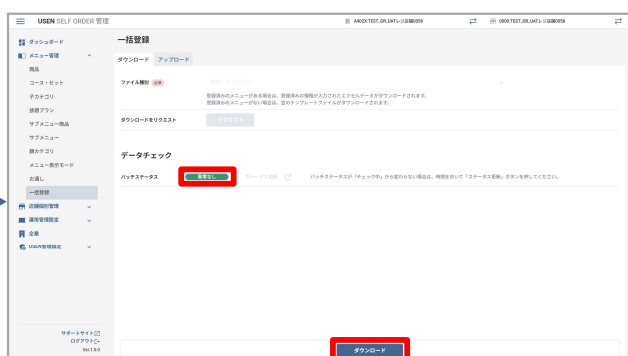 USEN SELF ORDER 管理
A402X:TEST_GR_UATレジ店舗0058
0009:TEST_GR_UATレジ店舗0058
ダッシュボード
メニュー管理
商品
コース・セット
子カテゴリ
放題プラン
サブメニュー商品
サブメニュー
親カテゴリ
メニュー表示モード
お通し
一括登録
店舗個別管理
運用管理設定
企業
USEN管理設定
サポートサイト
ログアウト
Ver.1.0.0
一括登録
ダウンロード アップロード
ファイル種別 必須
登録済みのメニューがある場合は、登録済みの情報が入力されたエクセルデータがダウンロードされます。
登録済みのメニューがない場合は、空のテンプレートファイルがダウンロードされます。
ダウンロードをリクエスト リクエスト
データチェック
バッチステータス 異常なし ステータス更新 バッチステータスが「チェック中」から変わらない場合は、時間をおいて「ステータス更新」ボタンを押してください。
ダウンロード